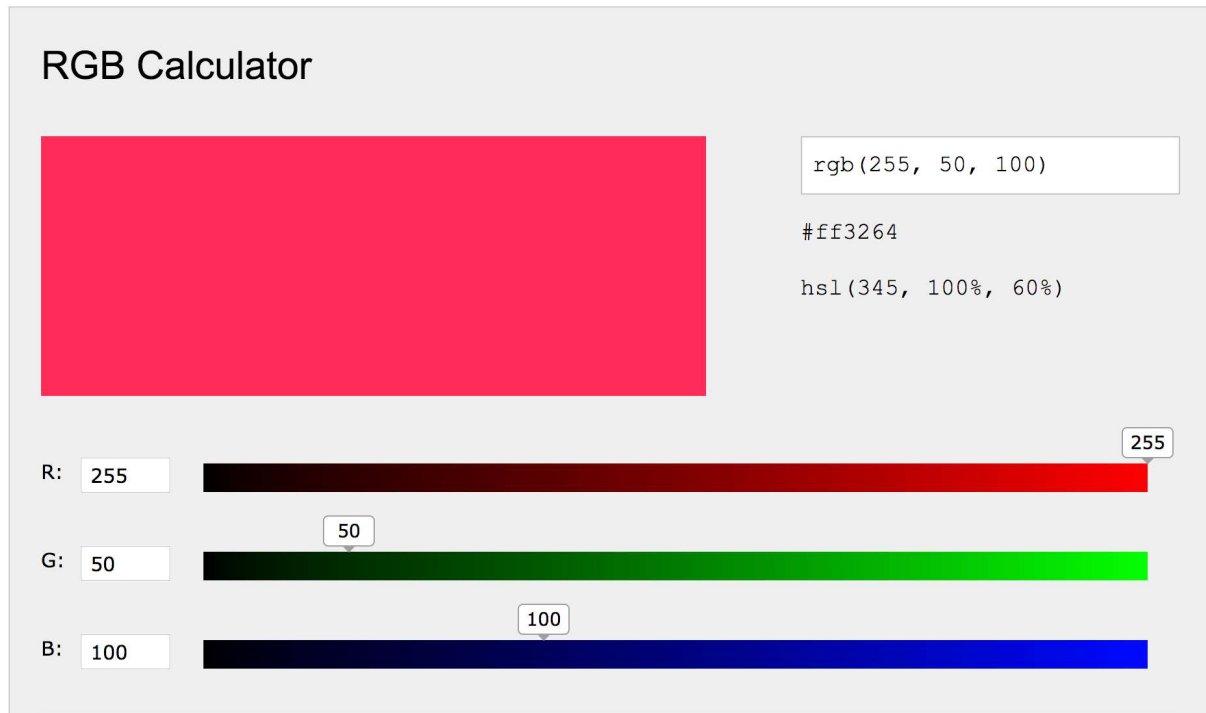 RGB Calculator
rgb(255, 50, 100)
#ff3264
hsl(345, 100%, 60%)
255
R: 255
50
G: 50
100
B: 100